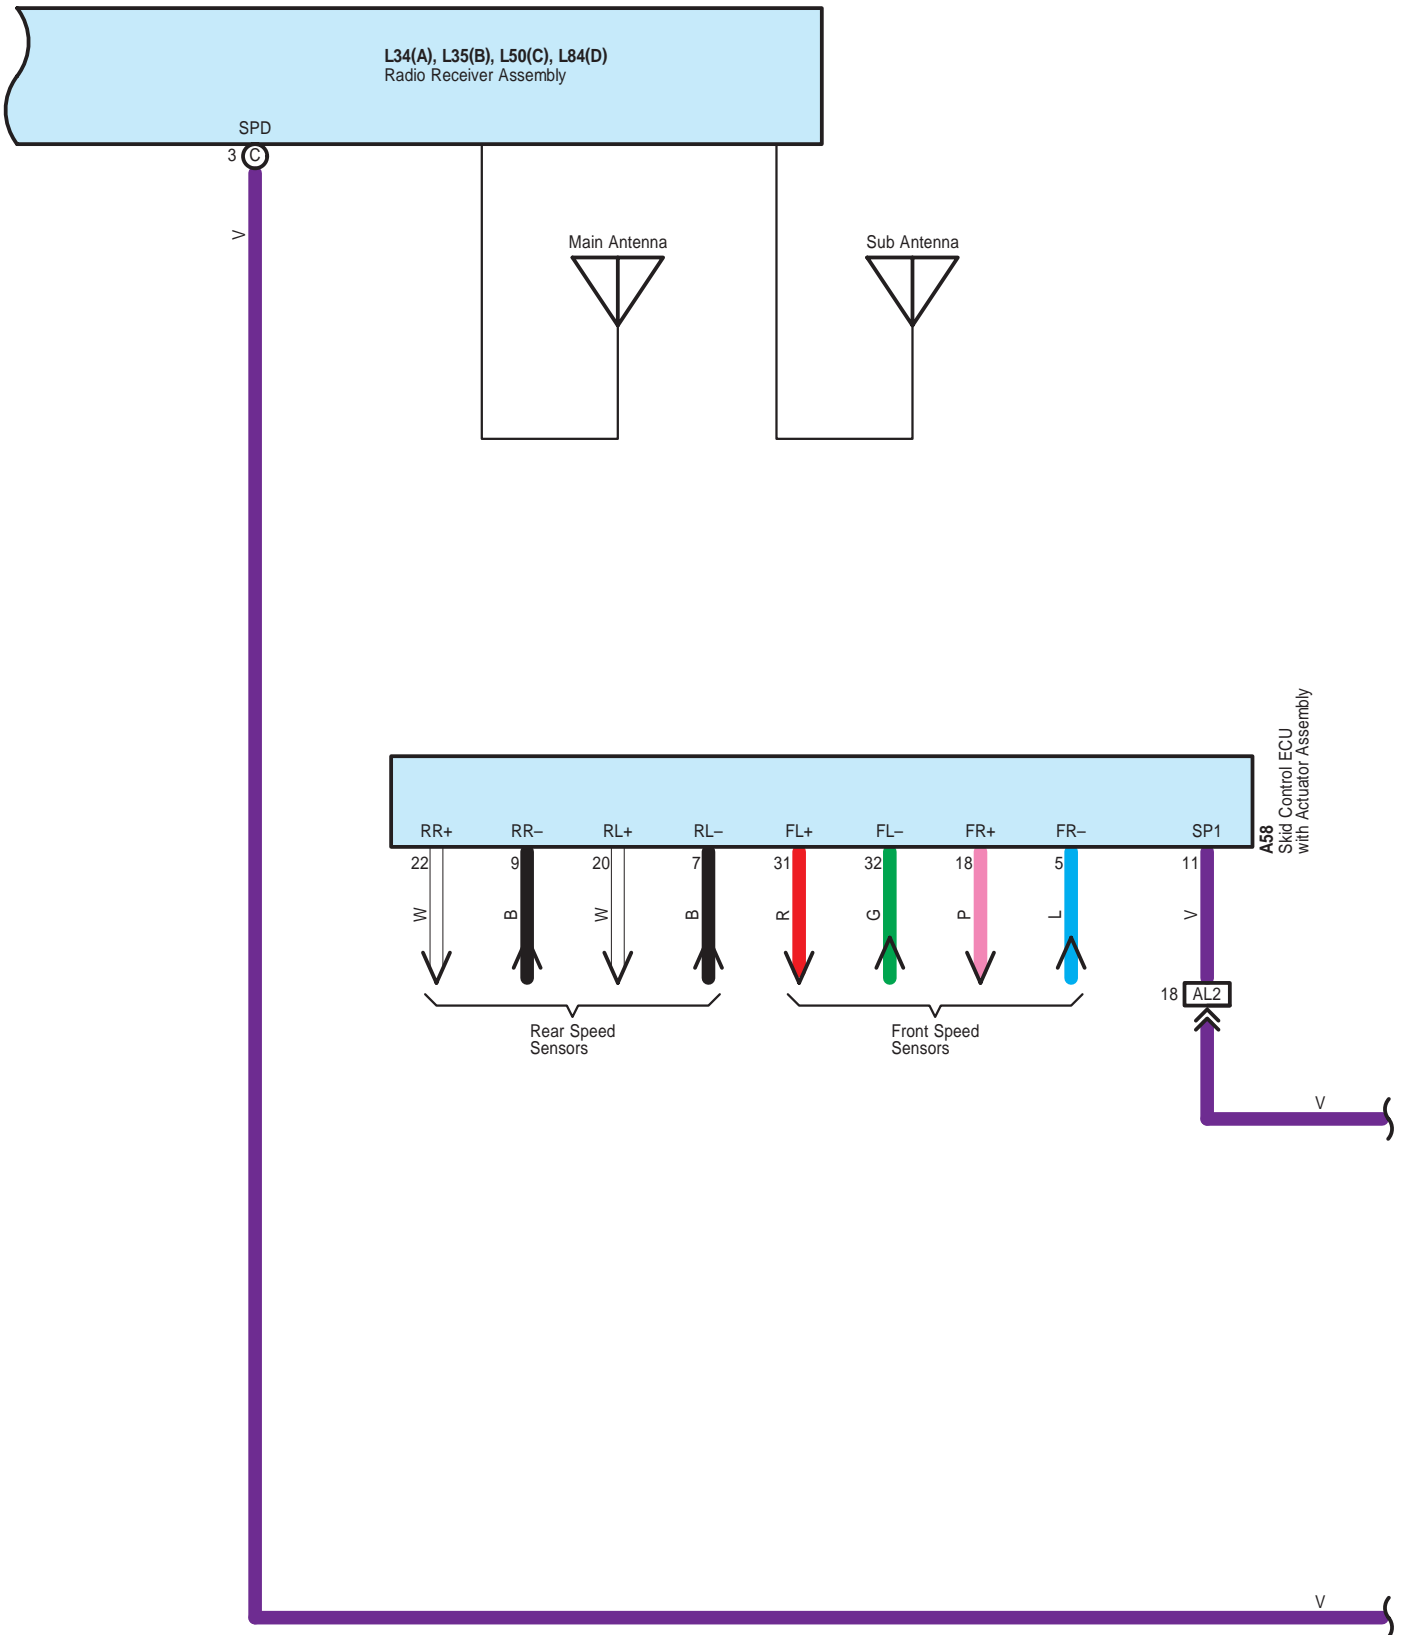 L34(A), L35(B), L50(C), L84(D)
Radio Receiver Assembly
SPD
3 C
V
Main Antenna
Sub Antenna
A58
Skid Control ECU
with Actuator Assembly
RR+ RR– RL+ RL– FL+ FL– FR+ FR– SP1
22 9 20 7 31 32 18 5 11
W B W B R G P L V
18 AL2
Rear Speed
Sensors
Front Speed
Sensors
V
V